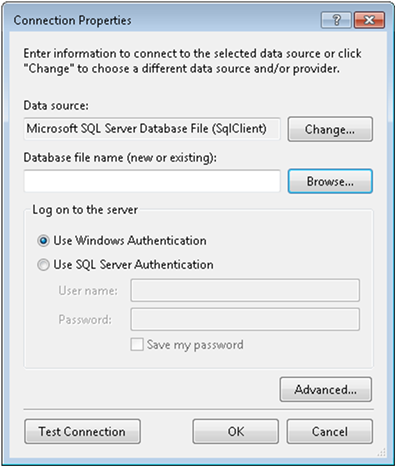 Connection Properties
?
Enter information to connect to the selected data source or click
"Change" to choose a different data source and/or provider.
Data source:
Microsoft SQL Server Database File (SqlClient)
Change...
Database file name (new or existing):
Browse...
Log on to the server
Use Windows Authentication
Use SQL Server Authentication
User name:
Password:
Save my password
Advanced...
Test Connection
OK
Cancel